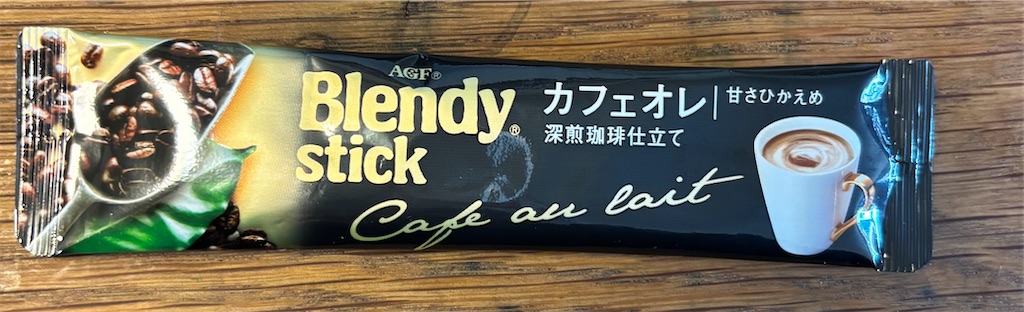 AGF®
Blendy®
stick
カフェオレ|甘さひかえめ
深煎珈琲仕立て
Cafe au lait